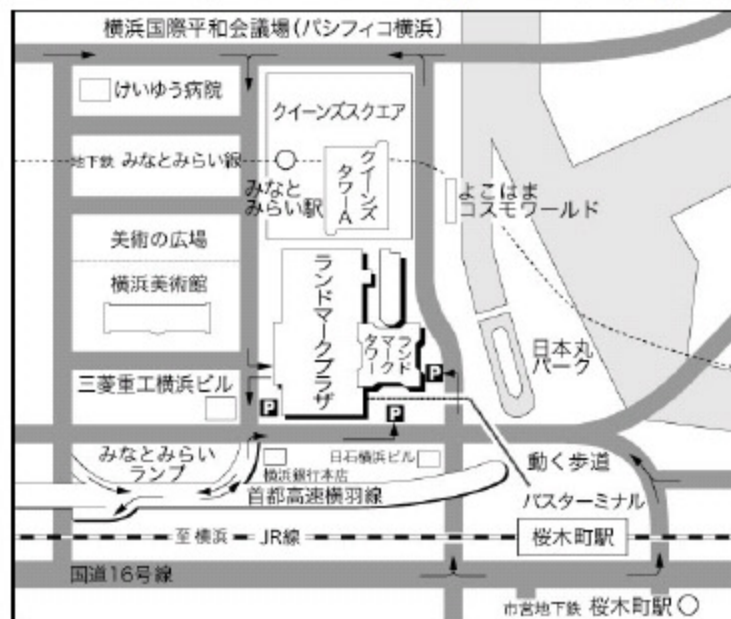 横浜国際平和会議場(パシフィコ横浜)
けいゆう病院
クイーンズスクエア
地下鉄 みなとみらい線
みなと
みらい駅
クイーンズ
タワーA
よこはま
コスモワールド
美術の広場
横浜美術館
ランドマークプラザ
ランド
マーク
タワー
日本丸
パーク
三菱重工横浜ビル
P
P
P
みなとみらい
ランプ
横浜銀行本店
日石横浜ビル
動く歩道
首都高速横羽線
バスターミナル
至 横浜 JR線
桜木町駅
国道16号線
市営地下鉄 桜木町駅